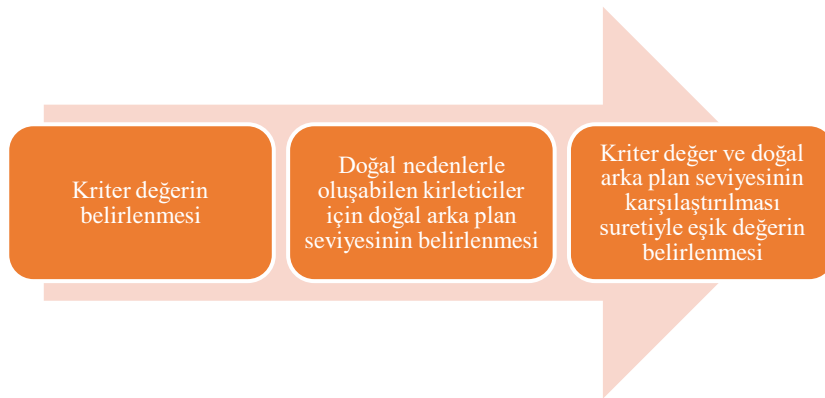 Kriter değerin
belirlenmesi
Doğal nedenlerle
oluşabilen kirleticiler
için doğal arka plan
seviyesinin belirlenmesi
Kriter değer ve doğal
arka plan seviyesinin
karşılaştırılması
suretiyle eşik değerin
belirlenmesi